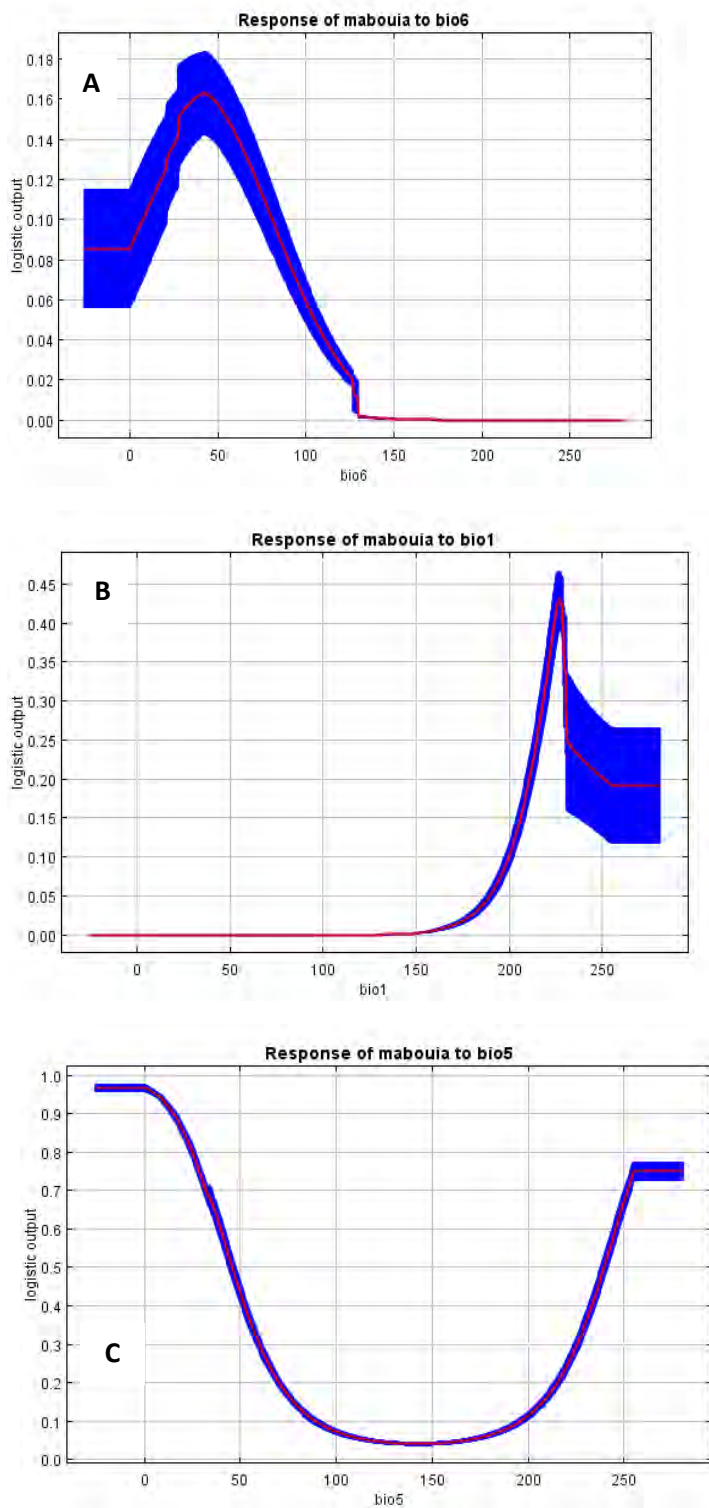 Response of mabouia to bio6
A
logistic output
0.18
0.16
0.14
0.12
0.10
0.08
0.06
0.04
0.02
0.00
0 50 100 150 200 250
bio6
Response of mabouia to bio1
B
logistic output
0.45
0.40
0.35
0.30
0.25
0.20
0.15
0.10
0.05
0.00
0 50 100 150 200 250
bio1
Response of mabouia to bio5
C
logistic output
1.0
0.9
0.8
0.7
0.6
0.5
0.4
0.3
0.2
0.1
0.0
0 50 100 150 200 250
bio5